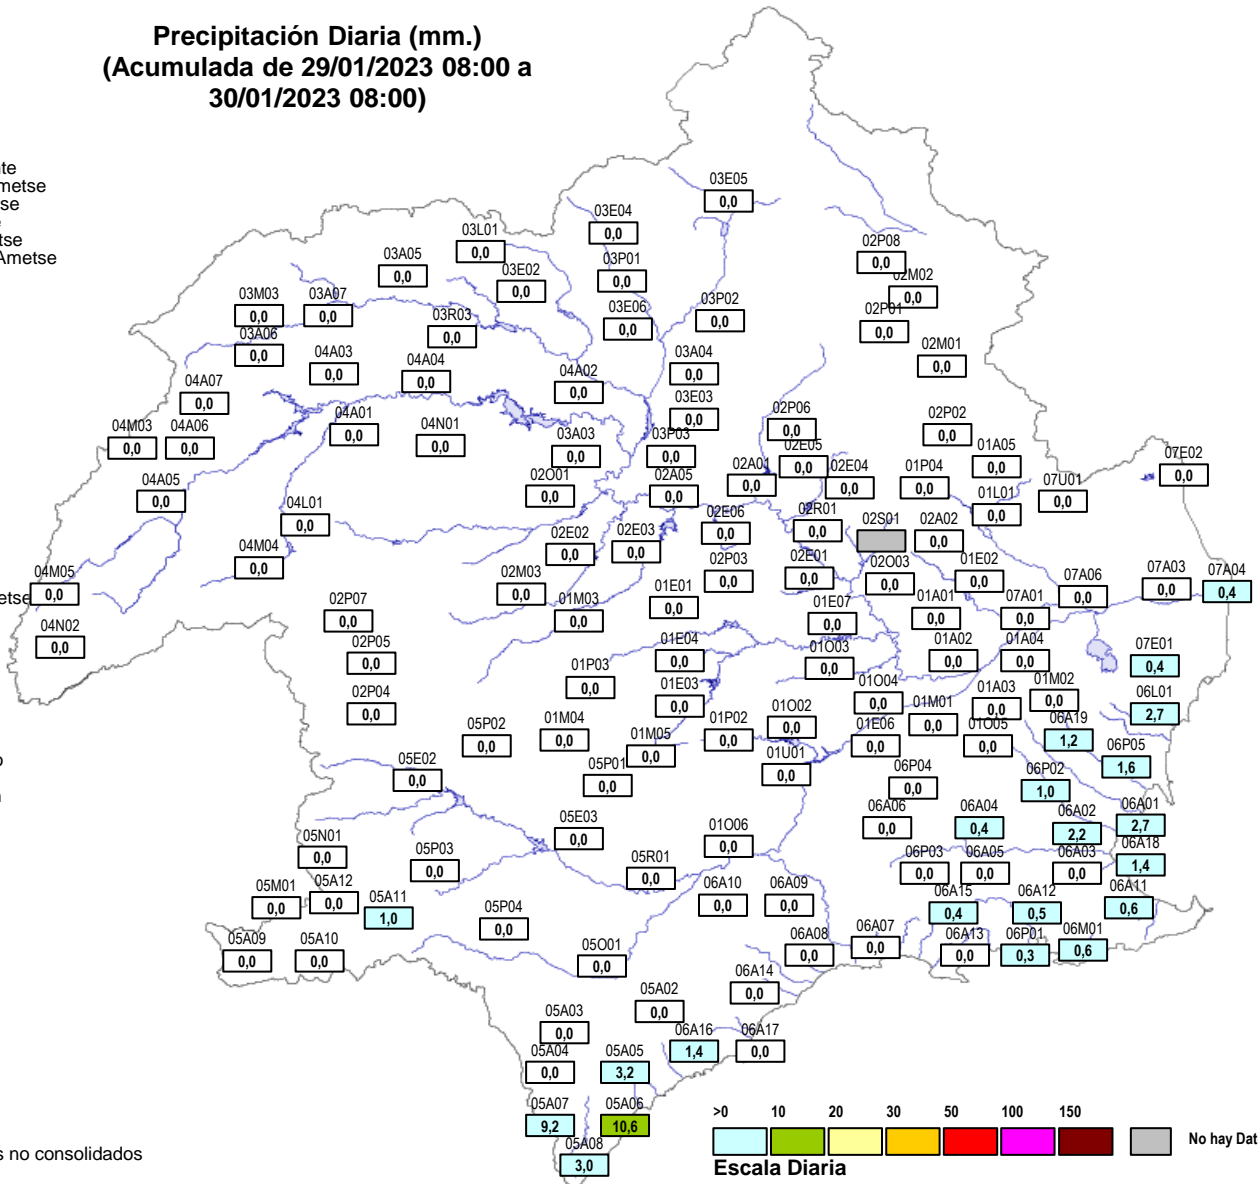 Precipitación Diaria (mm.)
(Acumulada de 29/01/2023 08:00 a
30/01/2023 08:00)
nte
metse
se
e
tse
Ametse
etse
o
s no consolidados
03E05
0,0
03E04
0,0
03L01
0,0
03A05
0,0
03E02
0,0
03P01
0,0
02P08
0,0
02M02
0,0
03M03
0,0
03A07
0,0
03R03
0,0
03E06
0,0
03P02
0,0
02P01
0,0
03A06
0,0
04A03
0,0
04A04
0,0
04A02
0,0
03A04
0,0
02M01
0,0
04A07
0,0
03E03
0,0
04M03
0,0
04A06
0,0
04A01
0,0
04N01
0,0
03A03
0,0
03P03
0,0
02P06
0,0
02P02
0,0
02E05
0,0
01A05
0,0
07E02
0,0
04A05
0,0
02O01
0,0
02A05
0,0
02A01
0,0
02E04
0,0
01P04
0,0
07U01
0,0
01L01
0,0
04L01
0,0
02E06
0,0
02R01
0,0
02S01
02A02
0,0
04M04
0,0
02E02
0,0
02E03
0,0
02P03
0,0
02E01
0,0
02O03
0,0
01E02
0,0
04M05
0,0
02M03
0,0
07A06
0,0
07A03
0,0
07A04
0,4
02P07
0,0
01M03
0,0
01E01
0,0
01E07
0,0
01A01
0,0
07A01
0,0
04N02
0,0
02P05
0,0
01E04
0,0
01O03
0,0
01A02
0,0
01A04
0,0
07E01
0,4
01P03
0,0
01E03
0,0
01O04
0,0
01A03
0,0
01M02
0,0
06L01
2,7
02P04
0,0
05P02
0,0
01M04
0,0
01M05
0,0
01P02
0,0
01O02
0,0
01E06
0,0
01M01
0,0
01O05
0,0
06A19
1,2
06P05
1,6
05E02
0,0
05P01
0,0
01U01
0,0
06P04
0,0
06P02
1,0
05E03
0,0
01O06
0,0
06A06
0,0
06A04
0,4
06A02
2,2
06A01
2,7
05N01
0,0
05P03
0,0
05R01
0,0
06P03
0,0
06A05
0,0
06A03
0,0
06A18
1,4
05M01
0,0
05A12
0,0
05A11
1,0
05P04
0,0
06A10
0,0
06A09
0,0
06A15
0,4
06A12
0,5
06A11
0,6
05A09
0,0
05A10
0,0
05O01
0,0
06A08
0,0
06A07
0,0
06A13
0,0
06P01
0,3
06M01
0,6
05A02
0,0
06A14
0,0
05A03
0,0
06A16
1,4
06A17
0,0
05A04
0,0
05A05
3,2
05A07
9,2
05A06
10,6
05A08
3,0
>0 10 20 30 50 100 150
No hay Dat
Escala Diaria